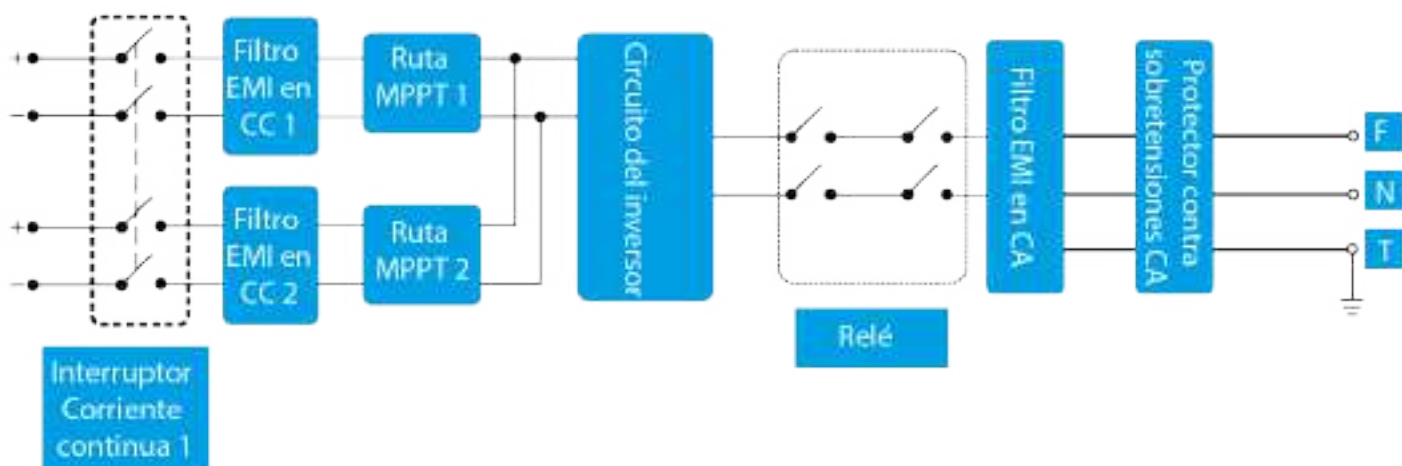 +
−
+
−
Interruptor
Corriente
continua 1
Filtro
EMI en
CC 1
Filtro
EMI en
CC 2
Ruta
MPPT 1
Ruta
MPPT 2
Circuito del inversor
Relé
Filtro EMI en CA
Protector contra
sobretensiones CA
F
N
T